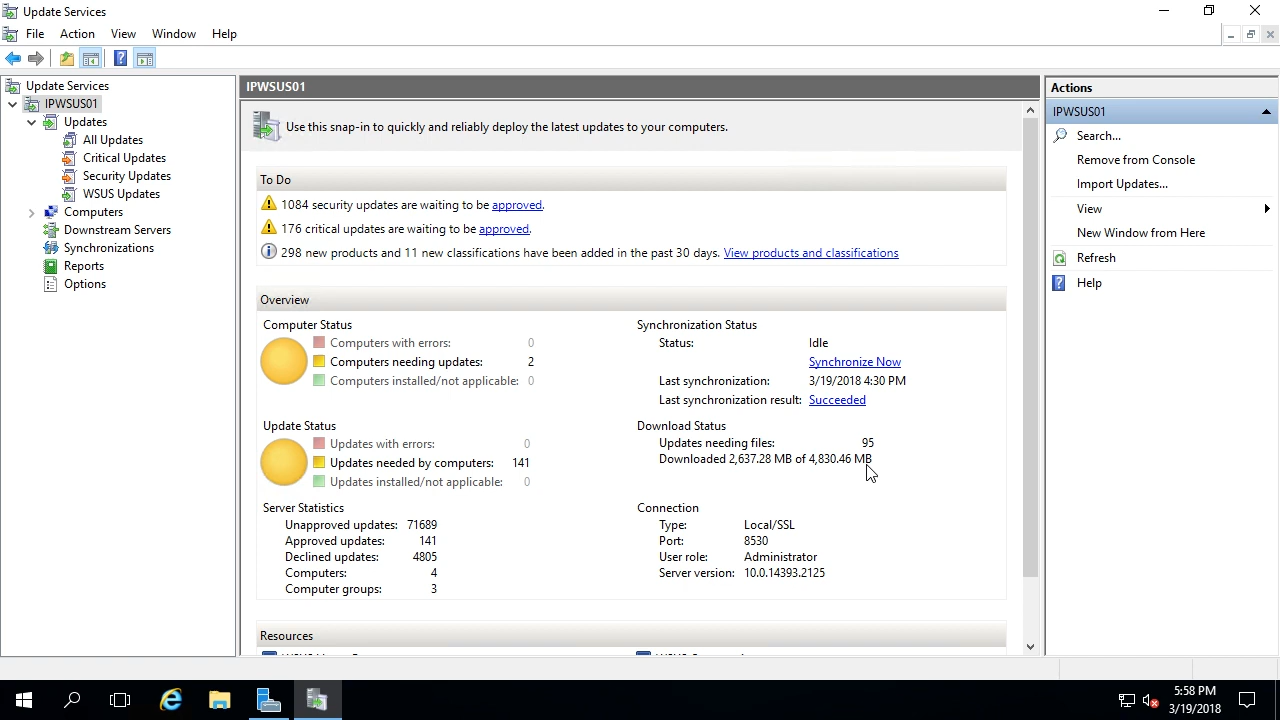 Update Services
File Action View Window Help
Update Services
IPWSUS01
Updates
All Updates
Critical Updates
Security Updates
WSUS Updates
Computers
Downstream Servers
Synchronizations
Reports
Options
IPWSUS01
Use this snap-in to quickly and reliably deploy the latest updates to your computers.
To Do
1084 security updates are waiting to be approved.
176 critical updates are waiting to be approved.
298 new products and 11 new classifications have been added in the past 30 days. View products and classifications
Overview
Computer Status
Computers with errors: 0
Computers needing updates: 2
Computers installed/not applicable: 0
Update Status
Updates with errors: 0
Updates needed by computers: 141
Updates installed/not applicable: 0
Server Statistics
Unapproved updates: 71689
Approved updates: 141
Declined updates: 4805
Computers: 4
Computer groups: 3
Synchronization Status
Status: Idle
Synchronize Now
Last synchronization: 3/19/2018 4:30 PM
Last synchronization result: Succeeded
Download Status
Updates needing files: 95
Downloaded 2,637.28 MB of 4,830.46 MB
Connection
Type: Local/SSL
Port: 8530
User role: Administrator
Server version: 10.0.14393.2125
Resources
Actions
IPWSUS01
Search...
Remove from Console
Import Updates...
View
New Window from Here
Refresh
Help
5:58 PM
3/19/2018